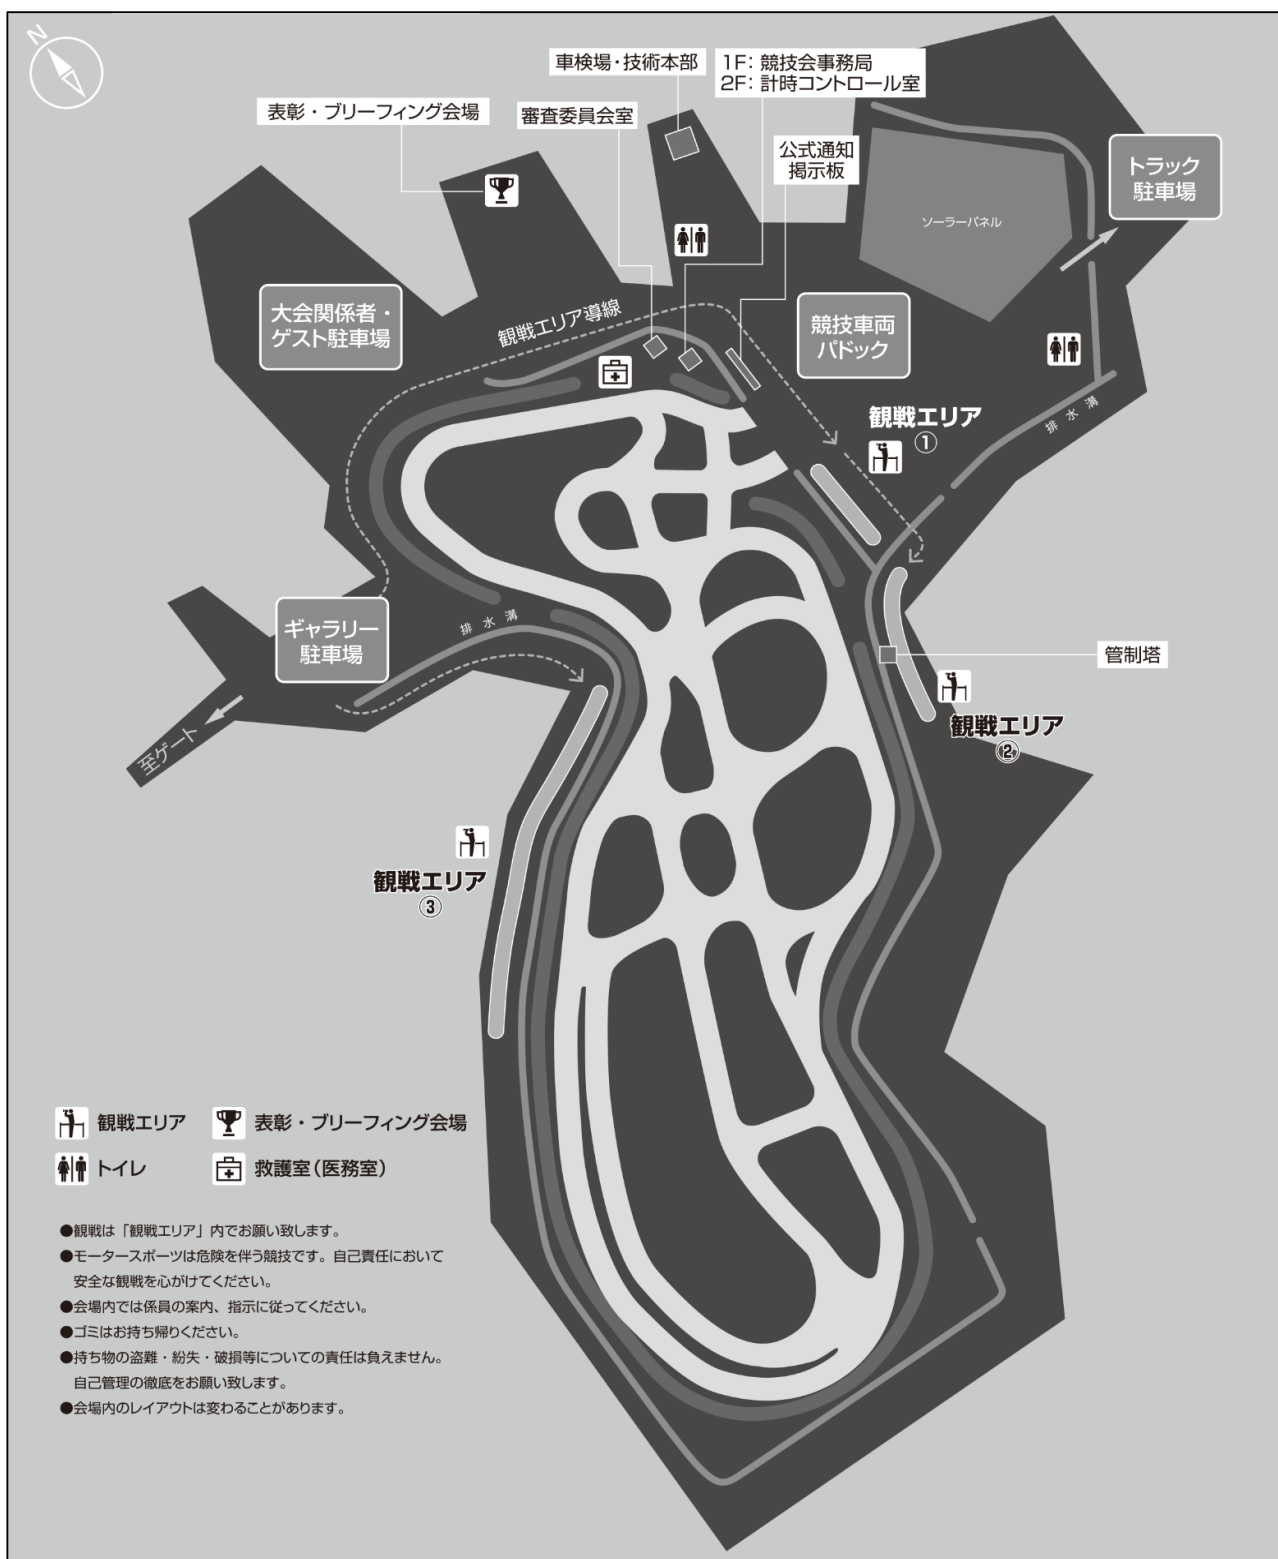 N
車検場・技術本部
1F: 競技会事務局
2F: 計時コントロール室
表彰・ブリーフィング会場
審査委員会室
公式通知
掲示板
トラック
駐車場
ソーラーパネル
大会関係者・
ゲスト駐車場
観戦エリア導線
競技車両
パドック
観戦エリア
①
排水溝
ギャラリー
駐車場
排水溝
管制塔
至ゲート
観戦エリア
②
観戦エリア
③
観戦エリア
表彰・ブリーフィング会場
トイレ
救護室(医務室)
●観戦は「観戦エリア」内でお願い致します。
●モータースポーツは危険を伴う競技です。自己責任において
安全な観戦を心がけてください。
●会場内では係員の案内、指示に従ってください。
●ゴミはお持ち帰りください。
●持ち物の盗難・紛失・破損等についての責任は負えません。
自己管理の徹底をお願い致します。
●会場内のレイアウトは変わることがあります。